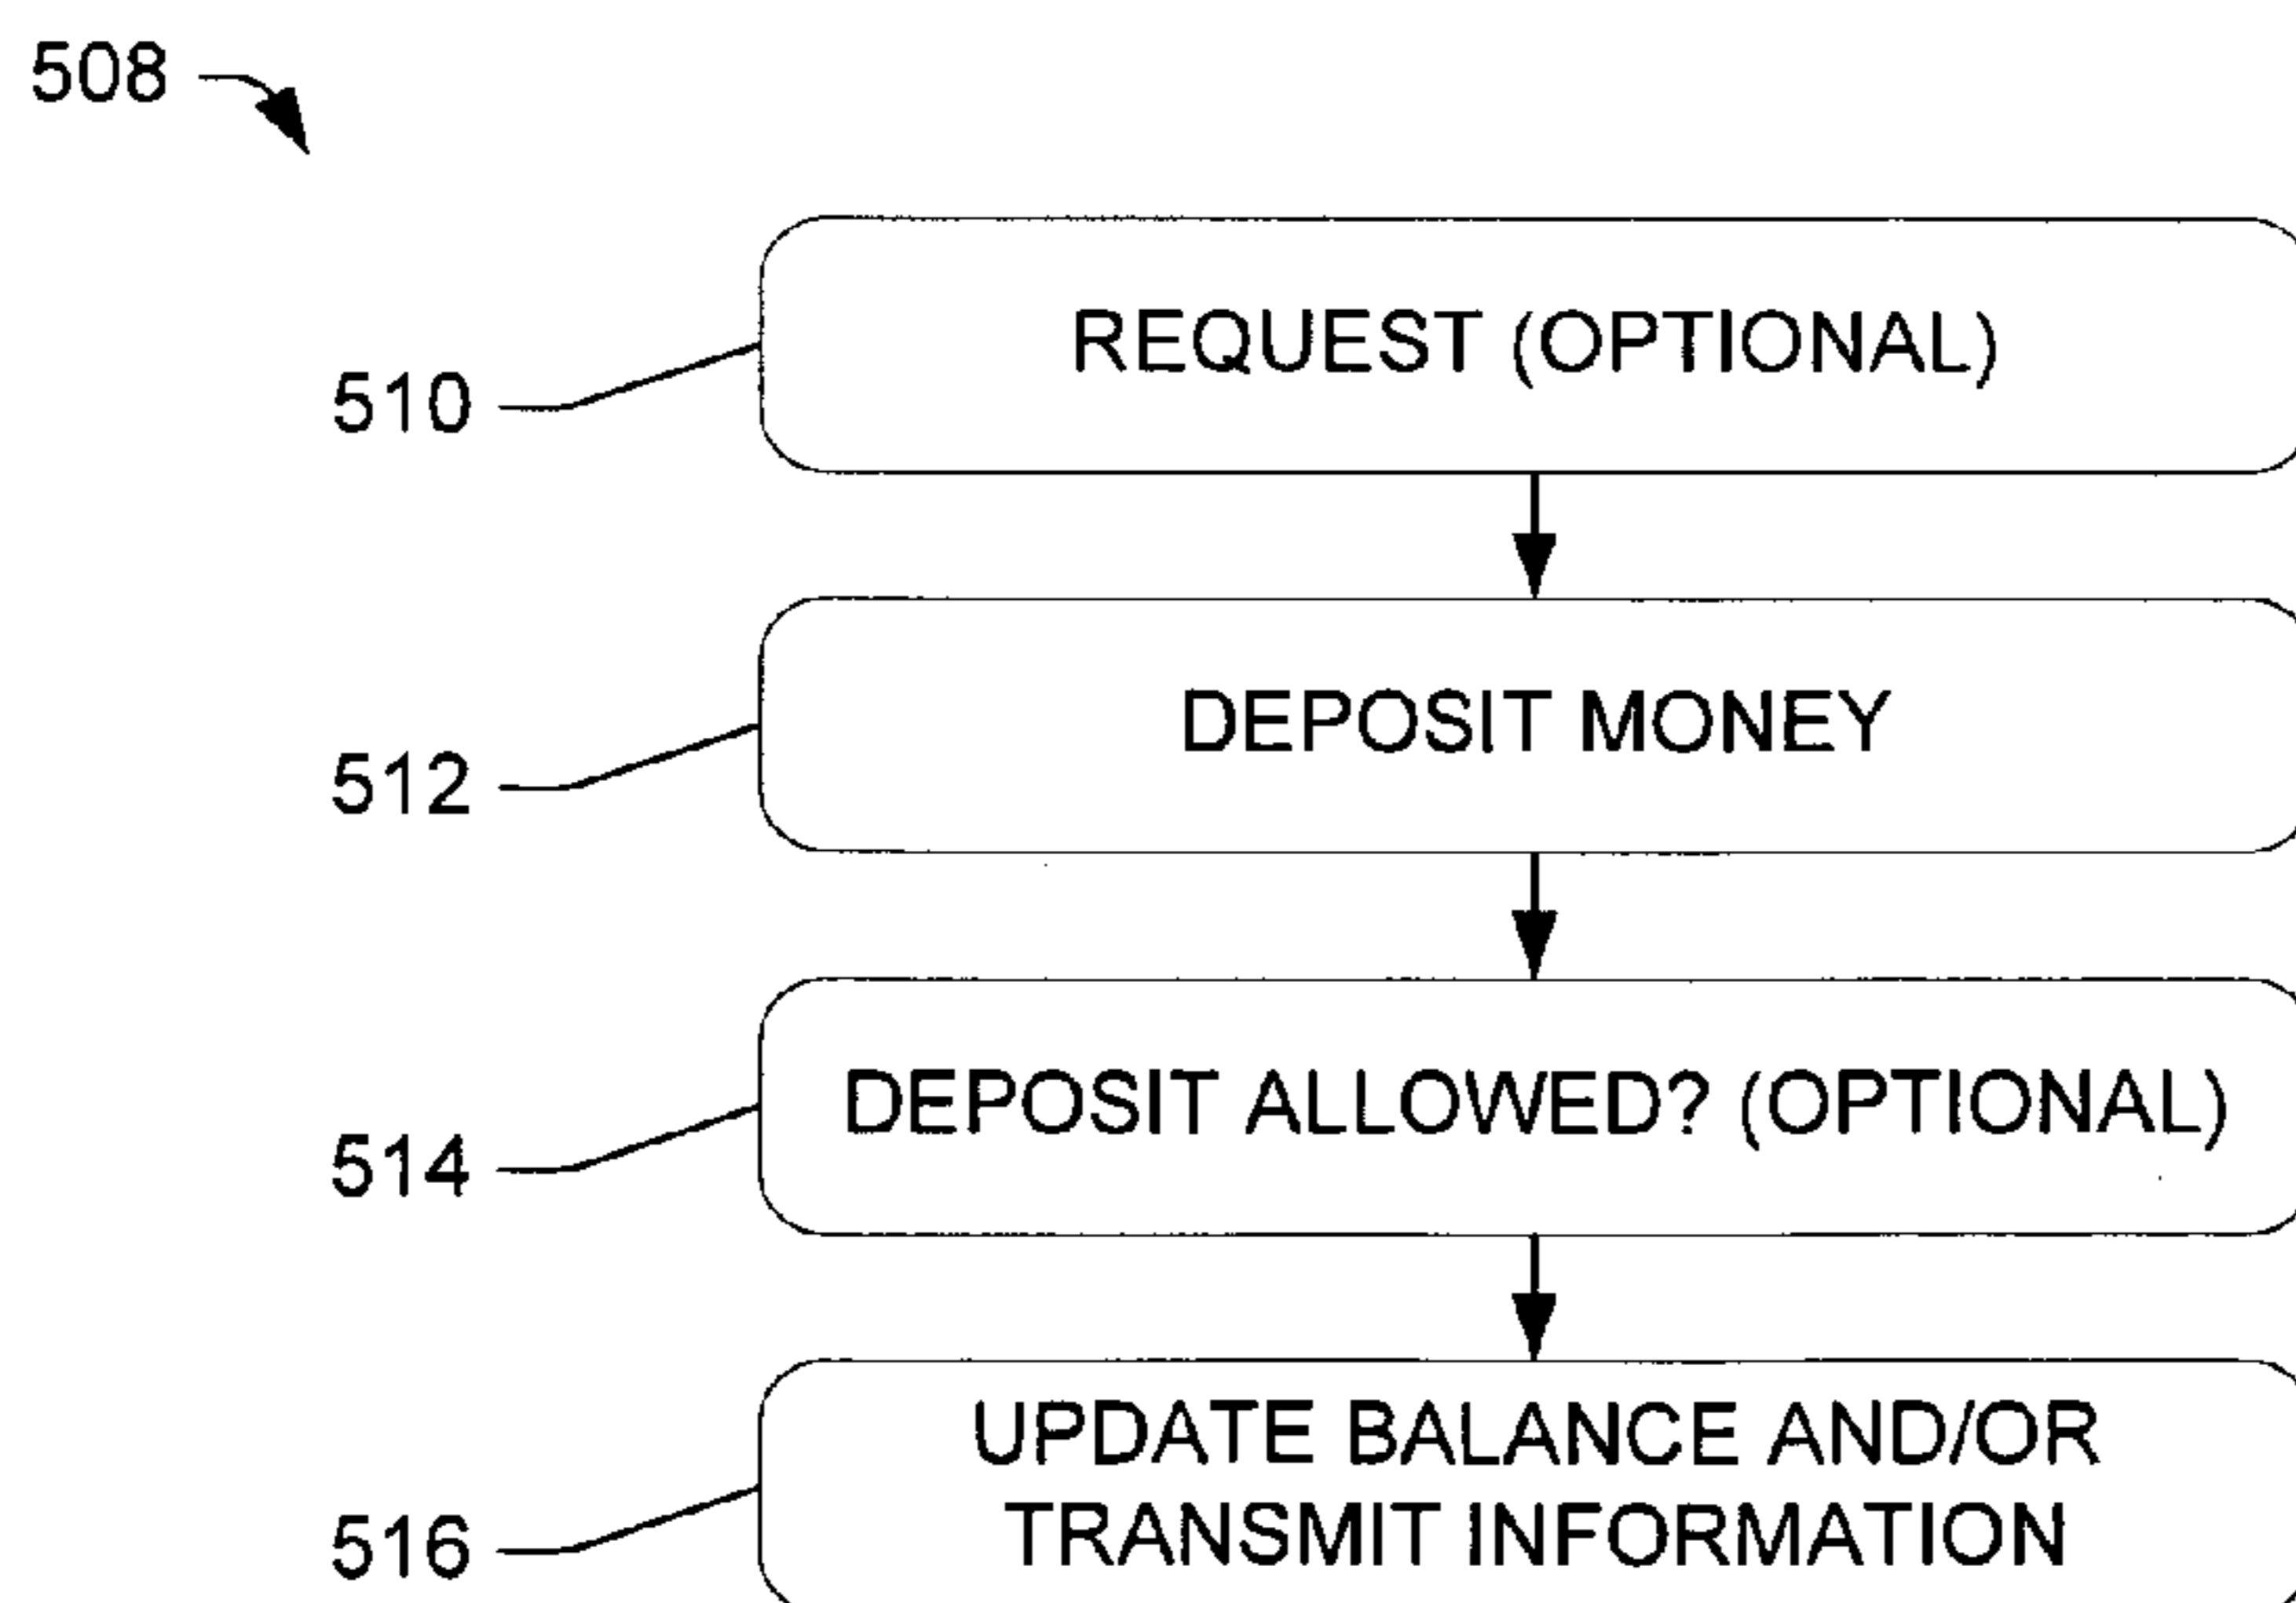 508
REQUEST (OPTIONAL)
510
DEPOSIT MONEY
512
DEPOSIT ALLOWED? (OPTIONAL)
514
UPDATE BALANCE AND/OR
TRANSMIT INFORMATION
516